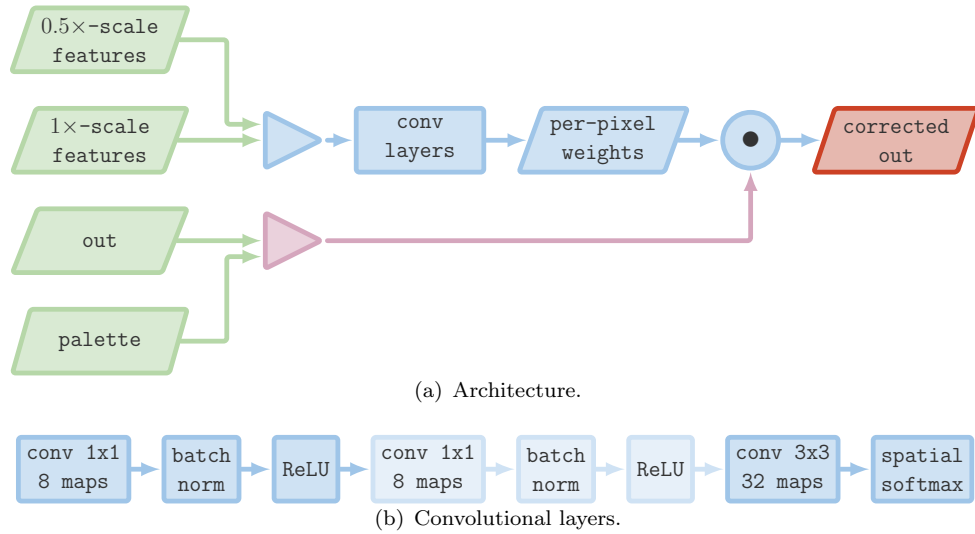 0.5×-scale
features
1×-scale
features
conv
layers
per-pixel
weights
corrected
out
out
palette
(a) Architecture.
conv 1x1
8 maps
batch
norm
ReLU
conv 1x1
8 maps
batch
norm
ReLU
conv 3x3
32 maps
spatial
softmax
(b) Convolutional layers.